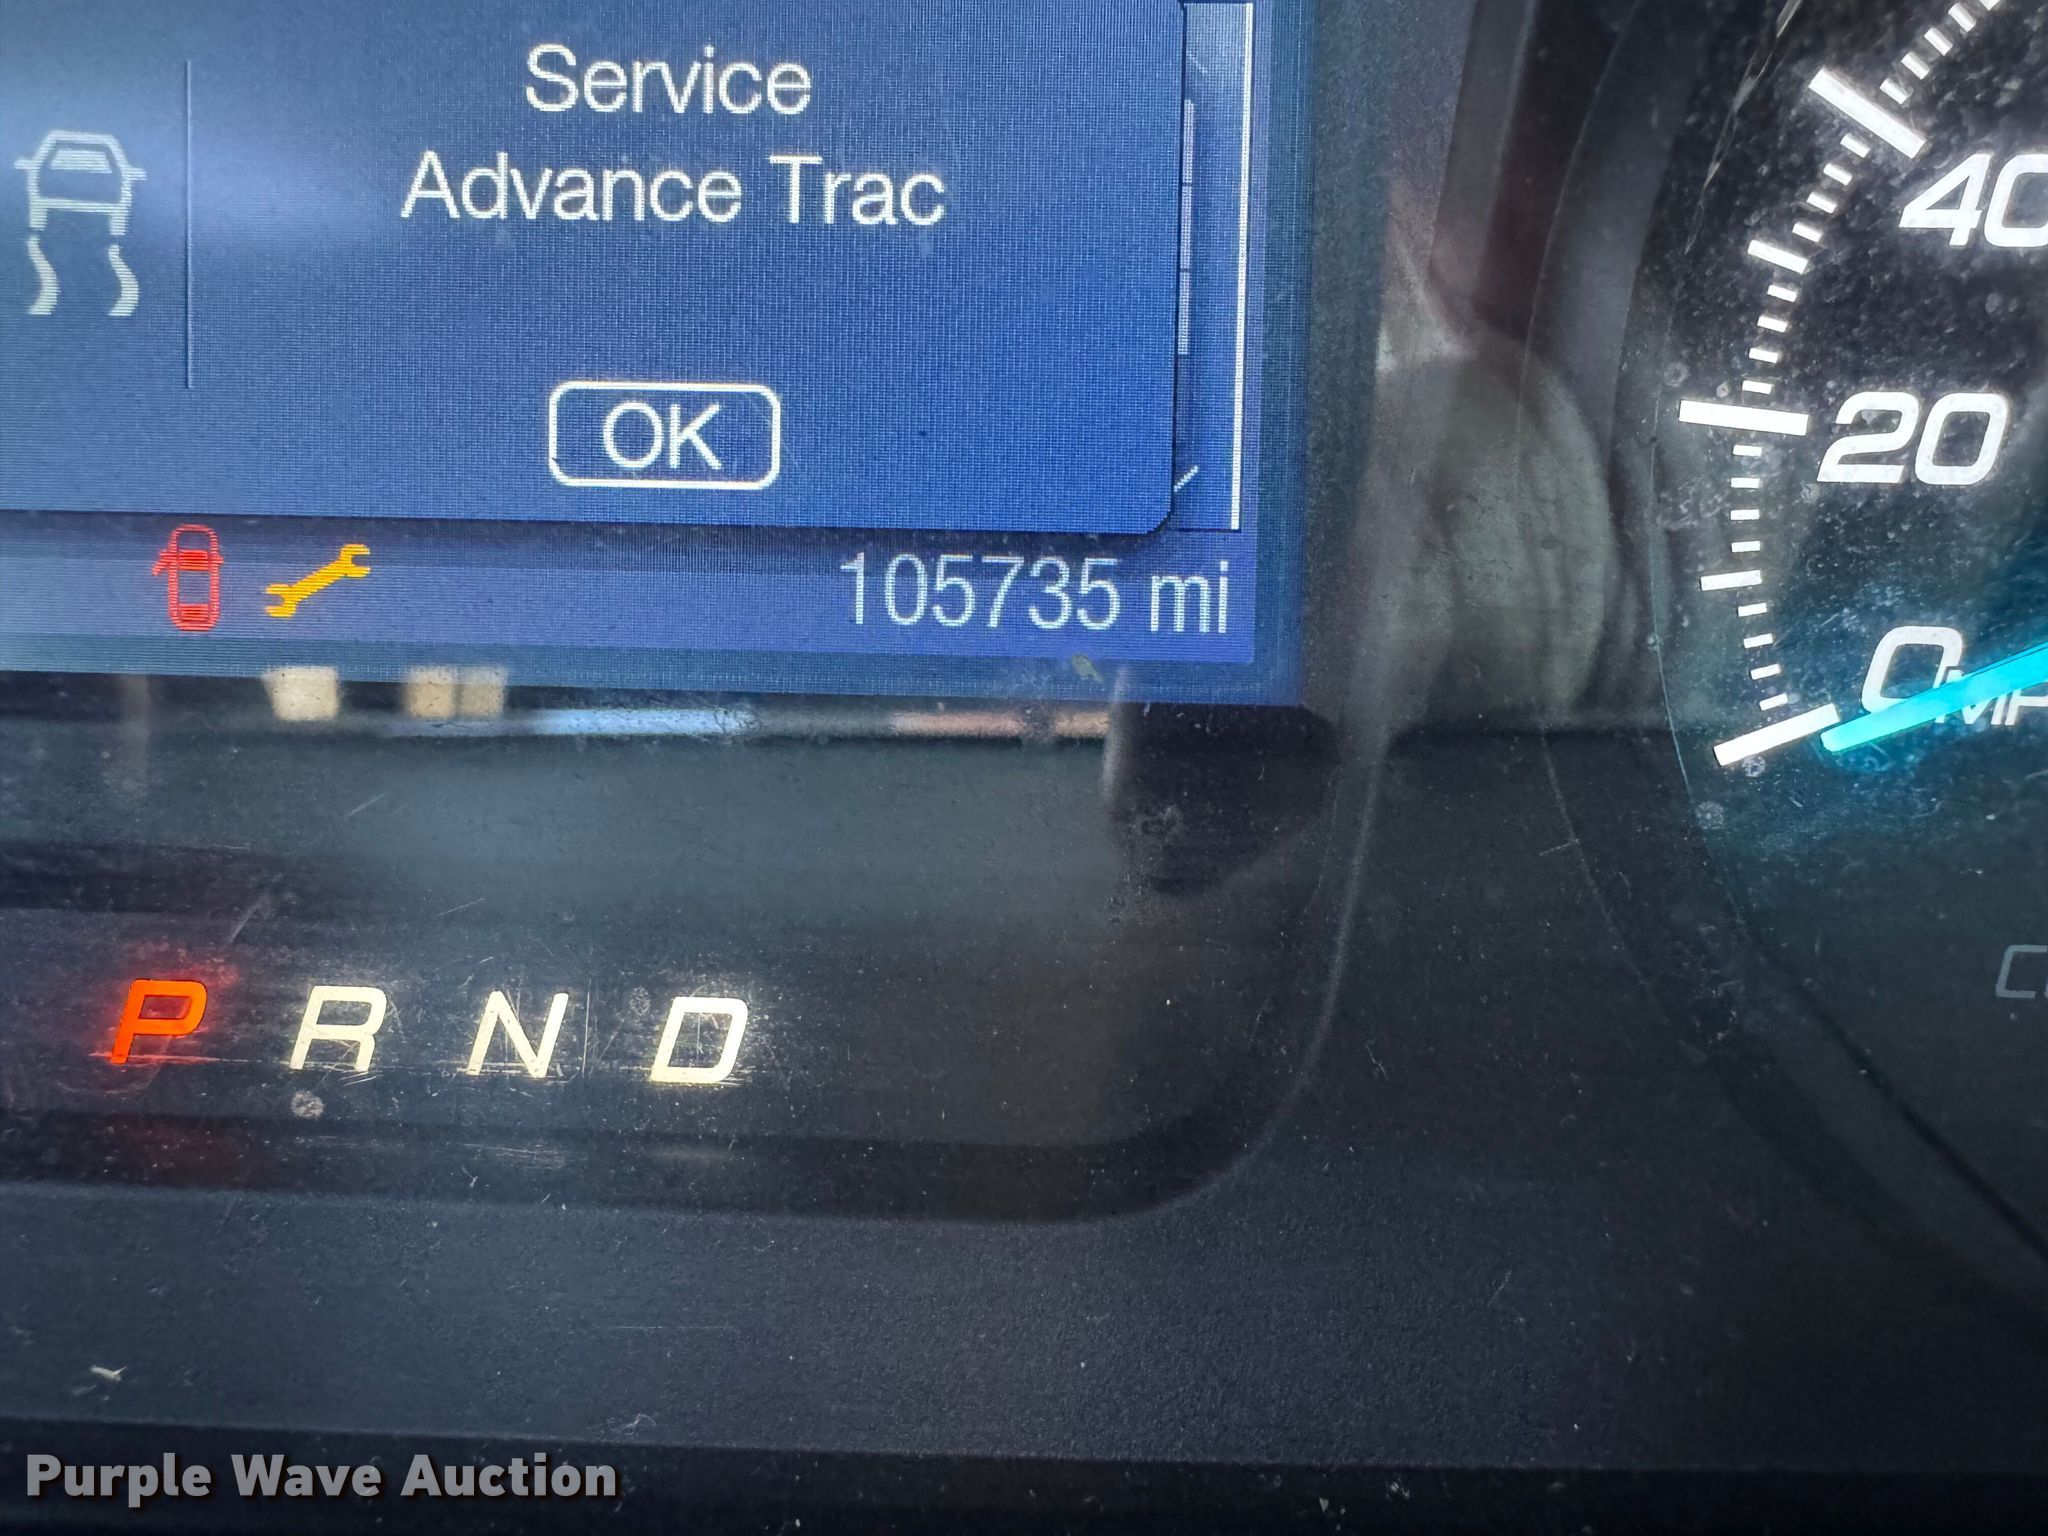 Service
Advance Trac
OK
105735 mi
40
20
0
P R N D
Purple Wave Auction